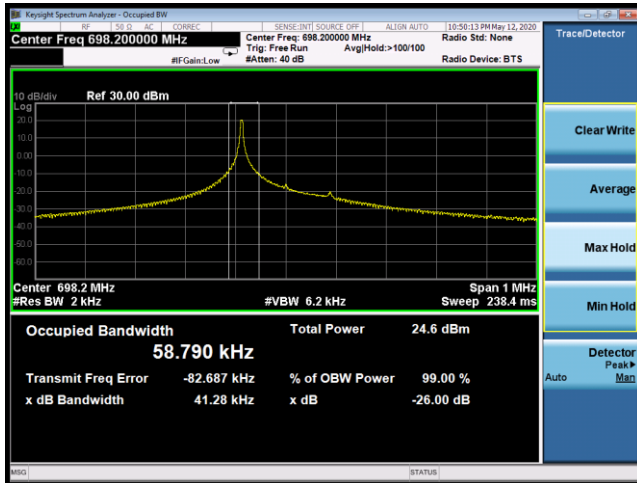 Keysight Spectrum Analyzer - Occupied BW
RF 50 Ω AC CORREC SENSE:INT SOURCE OFF ALIGN AUTO 10:50:13 PM May 12, 2020
Center Freq 698.200000 MHz
Center Freq: 698.200000 MHz
Radio Std: None
Trig: Free Run Avg|Hold:>100/100
#IFGain:Low #Atten: 40 dB Radio Device: BTS
Trace/Detector
10 dB/div Ref 30.00 dBm
Log
20.0
10.0
0.00
-10.0
-20.0
-30.0
-40.0
-50.0
-60.0
Center 698.2 MHz Span 1 MHz
#Res BW 2 kHz #VBW 6.2 kHz Sweep 238.4 ms
Occupied Bandwidth Total Power 24.6 dBm
58.790 kHz
Transmit Freq Error -82.687 kHz % of OBW Power 99.00 %
x dB Bandwidth 41.28 kHz x dB -26.00 dB
Clear Write
Average
Max Hold
Min Hold
Detector
Peak▶
Auto Man
MSG STATUS